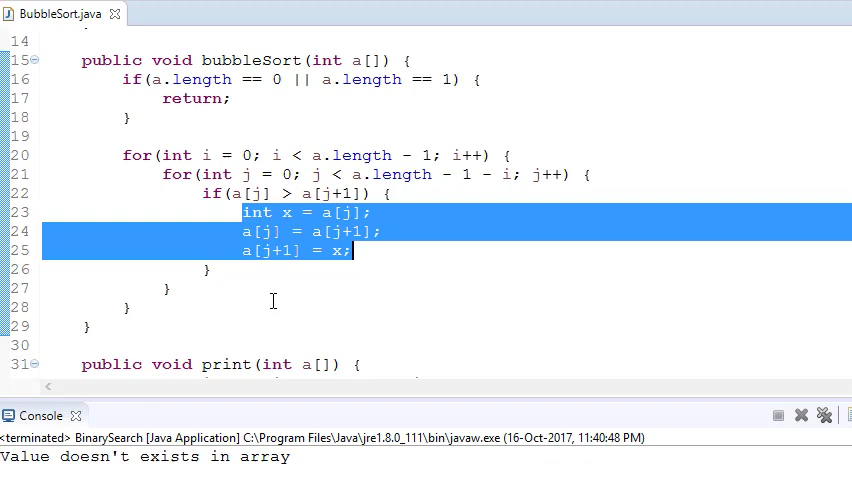 BubbleSort.java
14
15 public void bubbleSort(int a[]) {
16 if(a.length == 0 || a.length == 1) {
17 return;
18 }
19
20 for(int i = 0; i < a.length - 1; i++) {
21 for(int j = 0; j < a.length - 1 - i; j++) {
22 if(a[j] > a[j+1]) {
23 int x = a[j];
24 a[j] = a[j+1];
25 a[j+1] = x;
26 }
27 }
28 }
29 }
30
31 public void print(int a[]) {
Console
<terminated> BinarySearch [Java Application] C:\Program Files\Java\jre1.8.0_111\bin\javaw.exe (16-Oct-2017, 11:40:48 PM)
Value doesn't exists in array